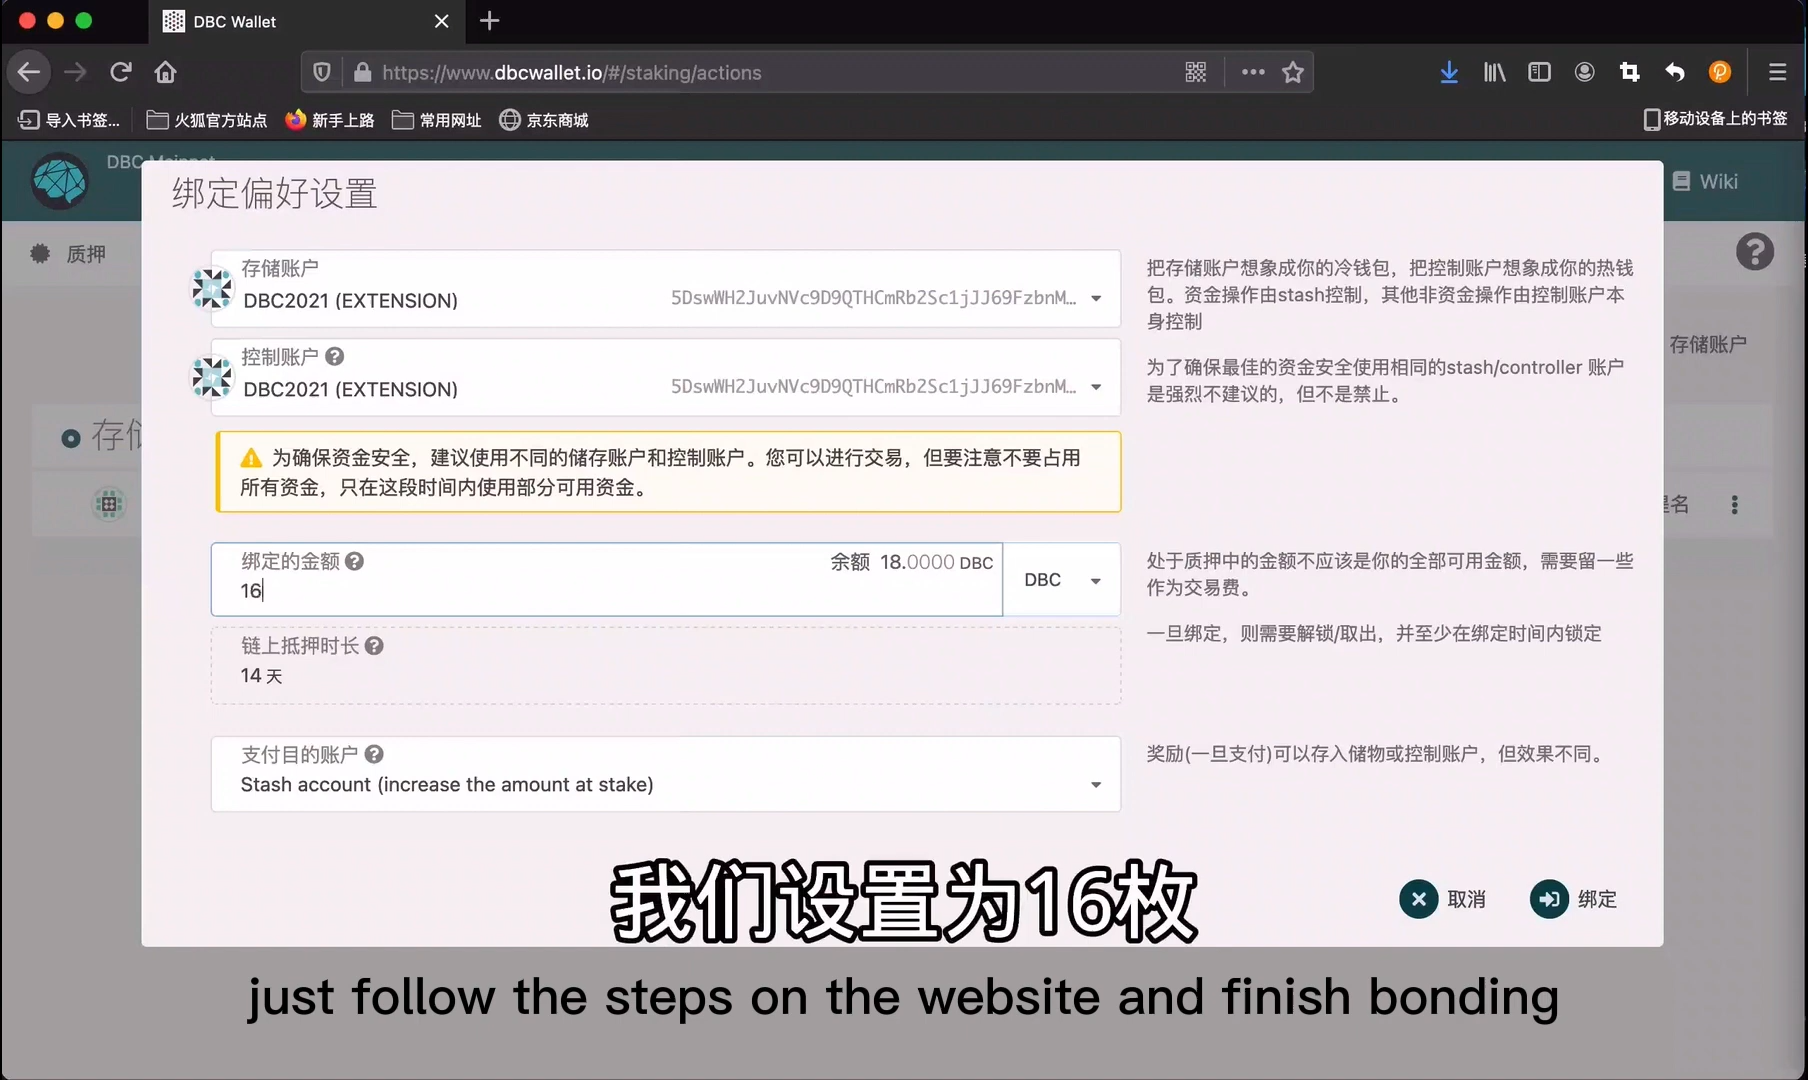 DBC Wallet
https://www.dbcwallet.io/#/staking/actions
导入书签...
火狐官方站点
新手上路
常用网址
京东商城
移动设备上的书签
DBC Mainnet
Wiki
质押
绑定偏好设置
存储账户
DBC2021 (EXTENSION)
5DswWH2JuvNVc9D9QTHCmRb2Sc1jJJ69FzbnM…
把存储账户想象成你的冷钱包，把控制账户想象成你的热钱
包。资金操作由stash控制，其他非资金操作由控制账户本
身控制
控制账户
DBC2021 (EXTENSION)
5DswWH2JuvNVc9D9QTHCmRb2Sc1jJJ69FzbnM…
为了确保最佳的资金安全使用相同的stash/controller 账户
是强烈不建议的，但不是禁止。
存储账户
存储
为确保资金安全，建议使用不同的储存账户和控制账户。您可以进行交易，但要注意不要占用
所有资金，只在这段时间内使用部分可用资金。
名
绑定的金额
余额 18.0000 DBC
16
DBC
处于质押中的金额不应该是你的全部可用金额，需要留一些
作为交易费。
链上抵押时长
14 天
一旦绑定，则需要解锁/取出，并至少在绑定时间内锁定
支付目的账户
Stash account (increase the amount at stake)
奖励(一旦支付)可以存入储物或控制账户，但效果不同。
取消
绑定
我们设置为16枚
just follow the steps on the website and finish bonding